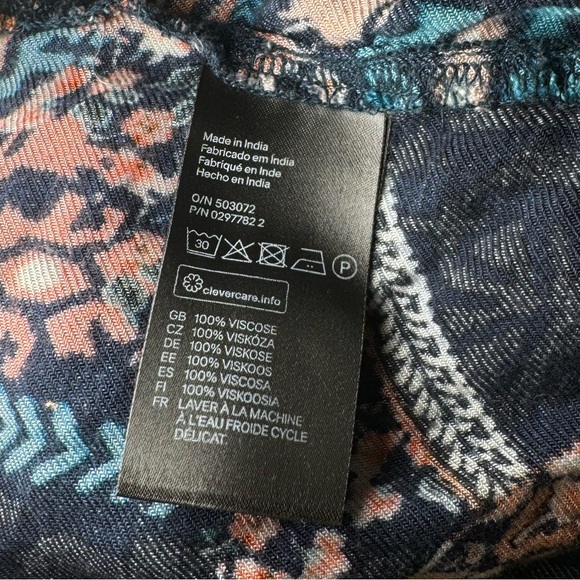 Made in India
Fabricado em Índia
Fabriqué en Inde
Hecho en India
O/N 503072
P/N 0297782 2
30 P
clevercare.info
GB 100% VISCOSE
CZ 100% VISKÓZA
DE 100% VISKOSE
EE 100% VISKOOS
ES 100% VISCOSA
FI 100% VISKOOSIA
FR LAVER À LA MACHINE
À L'EAU FROIDE CYCLE
DÉLICAT.